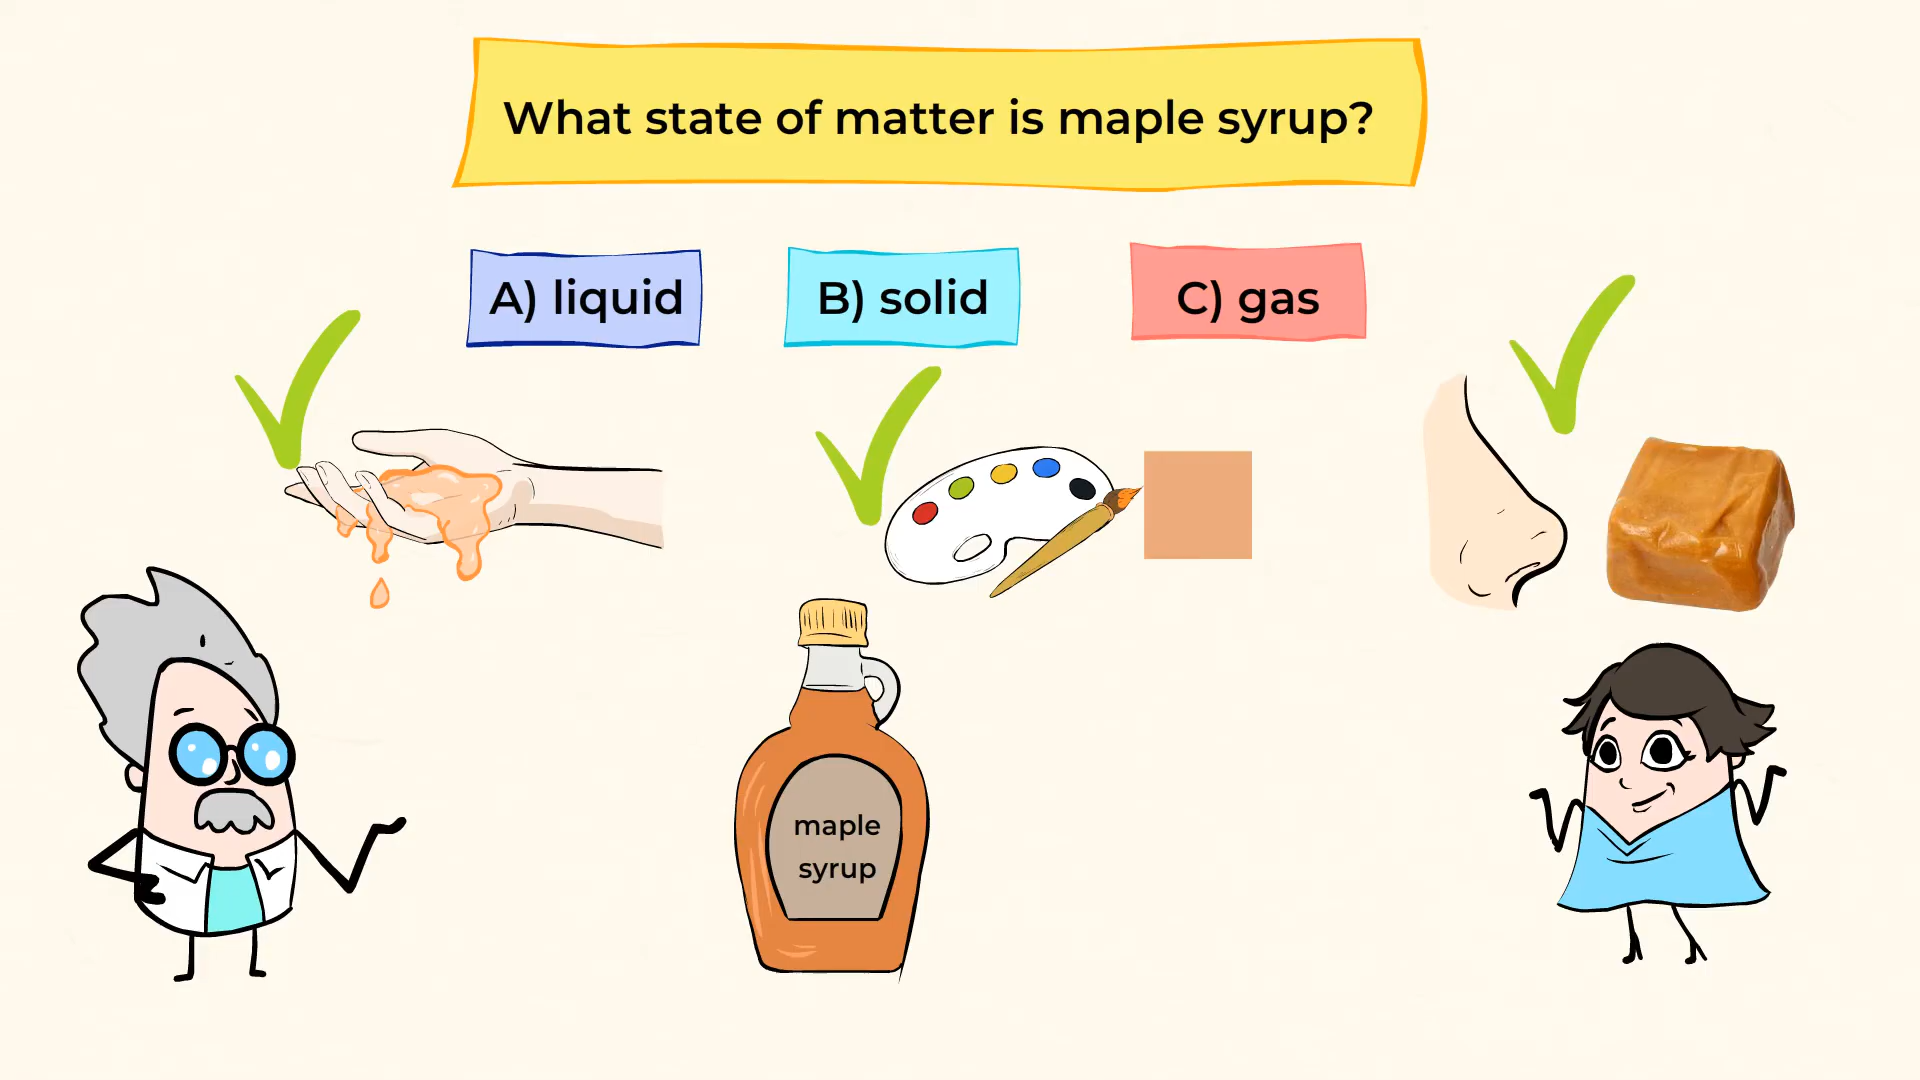 What state of matter is maple syrup?
A) liquid
B) solid
C) gas
maple
syrup